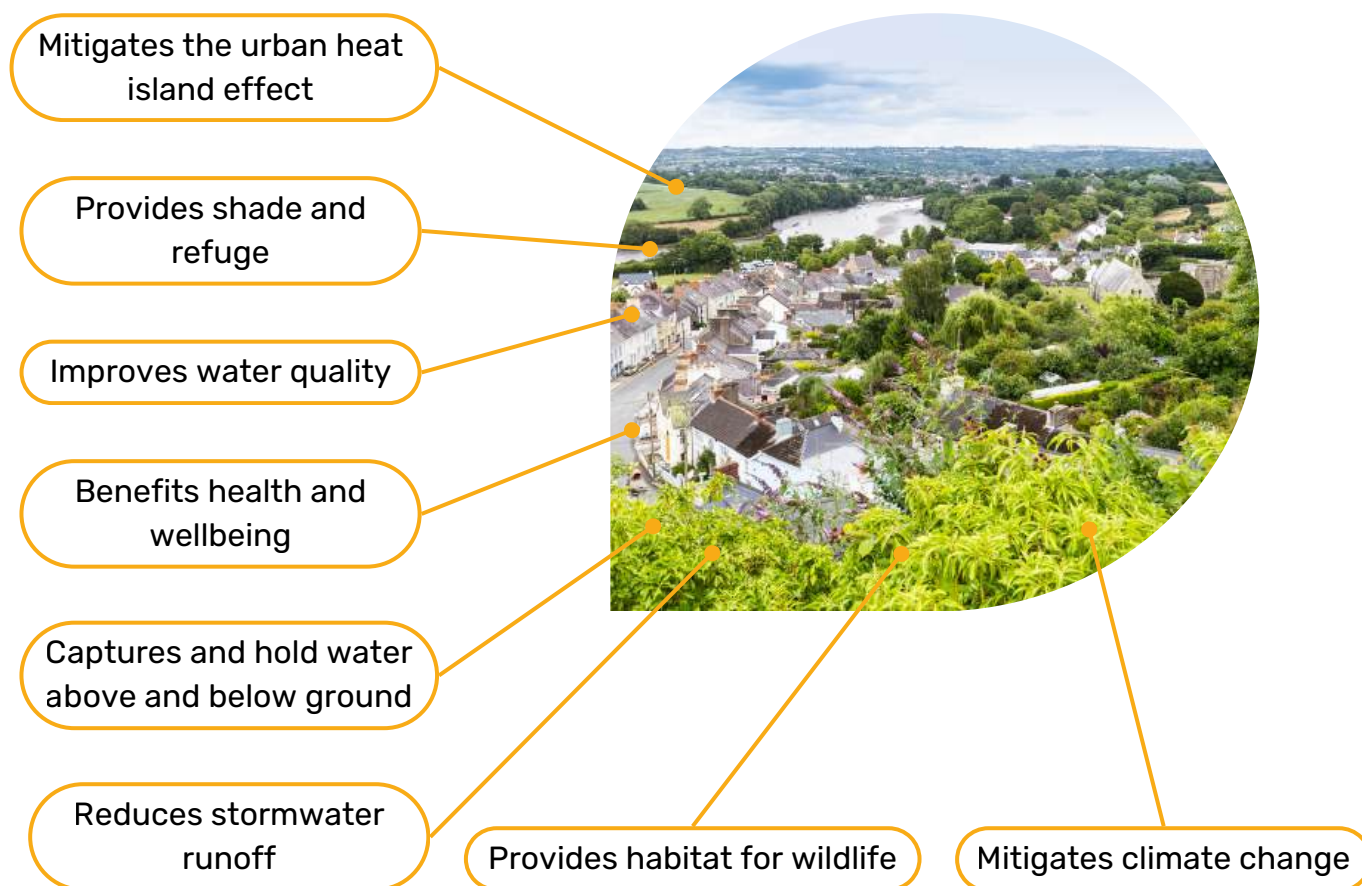 Mitigates the urban heat
island effect
Provides shade and
refuge
Improves water quality
Benefits health and
wellbeing
Captures and hold water
above and below ground
Reduces stormwater
runoff
Provides habitat for wildlife
Mitigates climate change